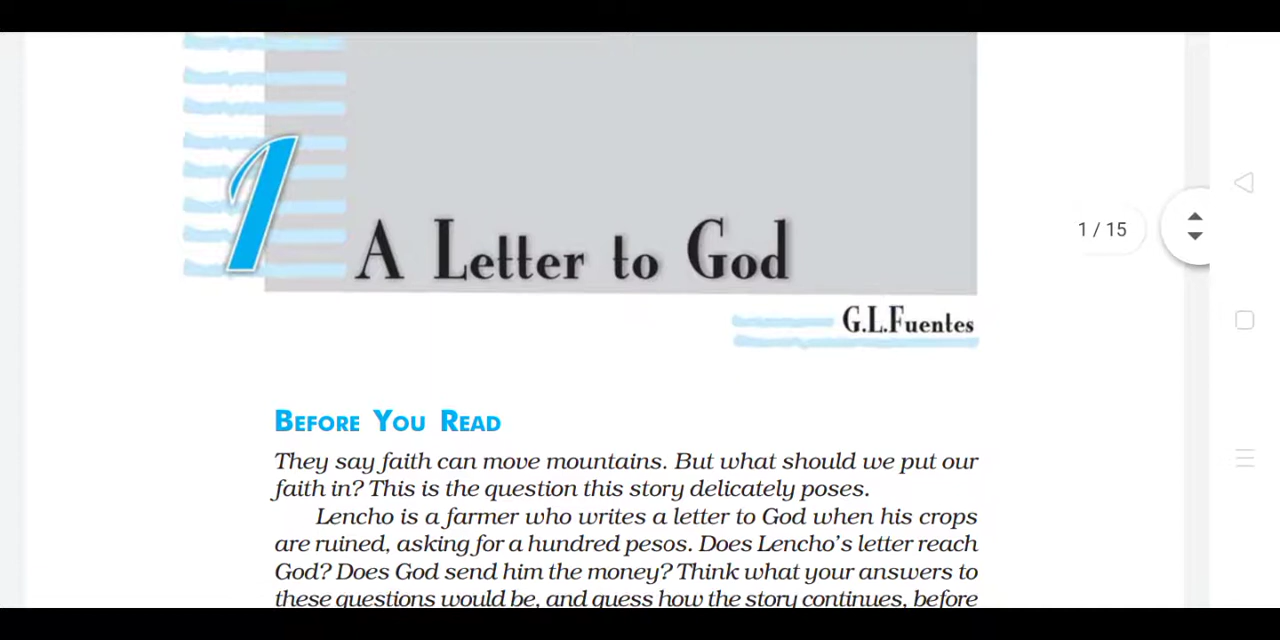 1
A Letter to God
G.L.Fuentes
1 / 15
BEFORE YOU READ
They say faith can move mountains. But what should we put our
faith in? This is the question this story delicately poses.
Lencho is a farmer who writes a letter to God when his crops
are ruined, asking for a hundred pesos. Does Lencho's letter reach
God? Does God send him the money? Think what your answers to
these questions would be, and guess how the story continues, before